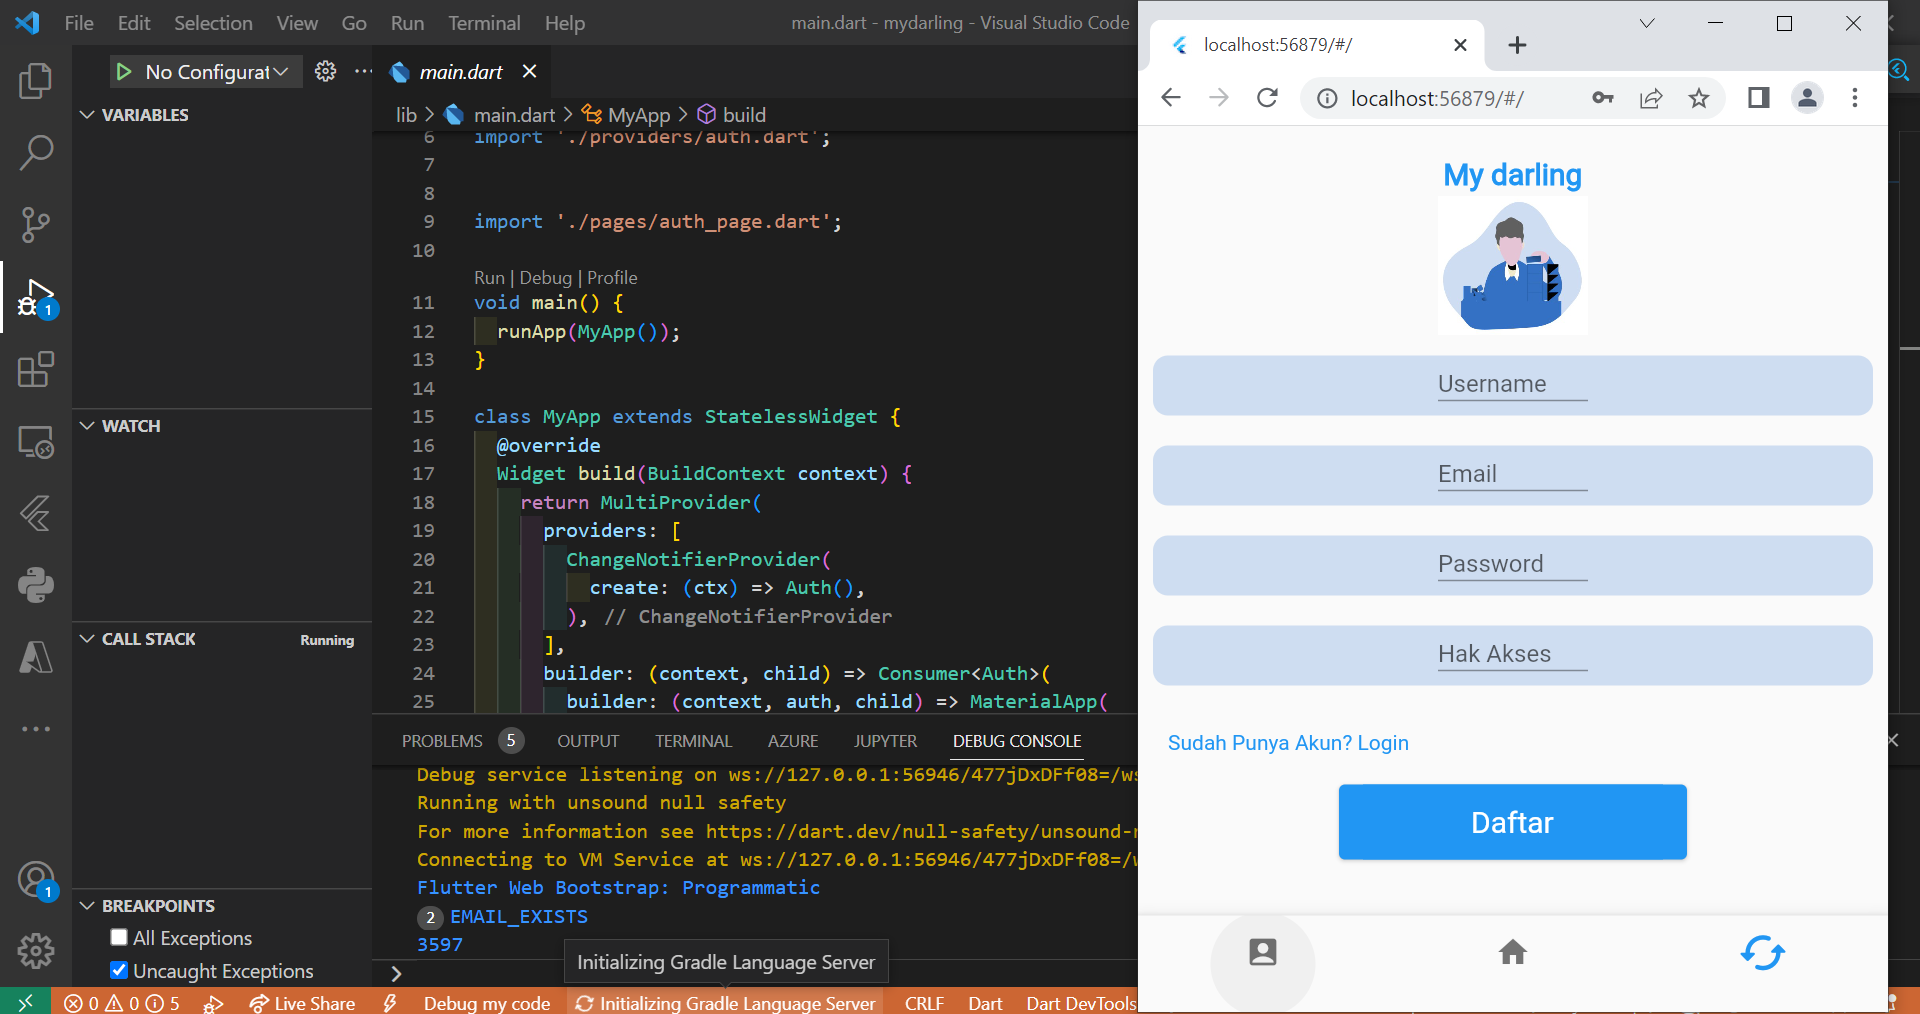 File Edit Selection View Go Run Terminal Help
main.dart - mydarling - Visual Studio Code
No Configurat
VARIABLES
WATCH
CALL STACK
Running
BREAKPOINTS
All Exceptions
Uncaught Exceptions
1
1
main.dart
lib > main.dart > MyApp > build
6 import './providers/auth.dart';
7
8
9 import './pages/auth_page.dart';
10
Run | Debug | Profile
11 void main() {
12 runApp(MyApp());
13 }
14
15 class MyApp extends StatelessWidget {
16 @override
17 Widget build(BuildContext context) {
18 return MultiProvider(
19 providers: [
20 ChangeNotifierProvider(
21 create: (ctx) => Auth(),
22 ), // ChangeNotifierProvider
23 ],
24 builder: (context, child) => Consumer<Auth>(
25 builder: (context, auth, child) => MaterialApp(
PROBLEMS 5 OUTPUT TERMINAL AZURE JUPYTER DEBUG CONSOLE
Debug service listening on ws://127.0.0.1:56946/477jDxDFf08=/ws
Running with unsound null safety
For more information see https://dart.dev/null-safety/unsound-
Connecting to VM Service at ws://127.0.0.1:56946/477jDxDFf08=/
Flutter Web Bootstrap: Programmatic
2 EMAIL_EXISTS
3597
Initializing Gradle Language Server
0 0 5 Live Share Debug my code Initializing Gradle Language Server CRLF Dart Dart DevTools
localhost:56879/#/
localhost:56879/#/
My darling
Username
Email
Password
Hak Akses
Sudah Punya Akun? Login
Daftar